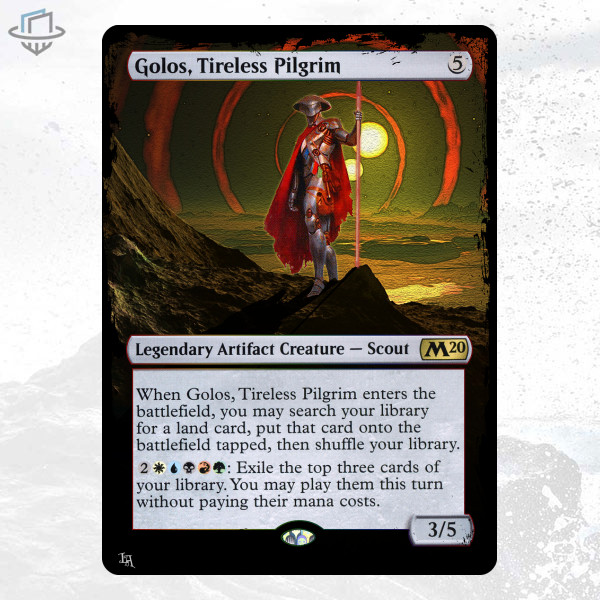 Golos, Tireless Pilgrim 5
Legendary Artifact Creature — Scout M20
When Golos, Tireless Pilgrim enters the
battlefield, you may search your library
for a land card, put that card onto the
battlefield tapped, then shuffle your library.
2: Exile the top three cards of
your library. You may play them this turn
without paying their mana costs.
3/5